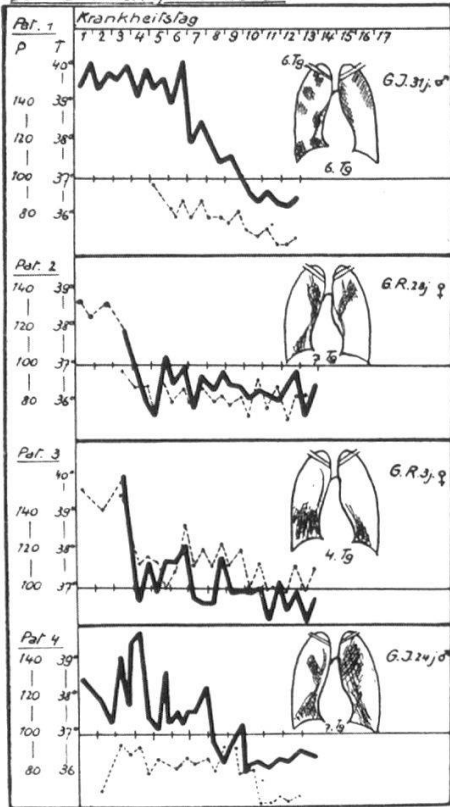 Krankheitstag
Pat. 1
1 2 3 4 5 6 7 8 9 10 11 12 13 14 15 16 17
P T
40°
140 39°
120 38°
100 37°
80 36°
6.Tg
G.J. 31j. ♂
6. Tg
Pat. 2
140 39°
120 38°
100 37°
80 36°
G.R. 28j. ♀
?. Tg
Pat. 3
40°
140 39°
120 38°
100 37°
G.R. 3j. ♀
4. Tg
Pat 4
140 39°
120 38°
100 37°
80 36
G.J. 24j ♂
?.Tg